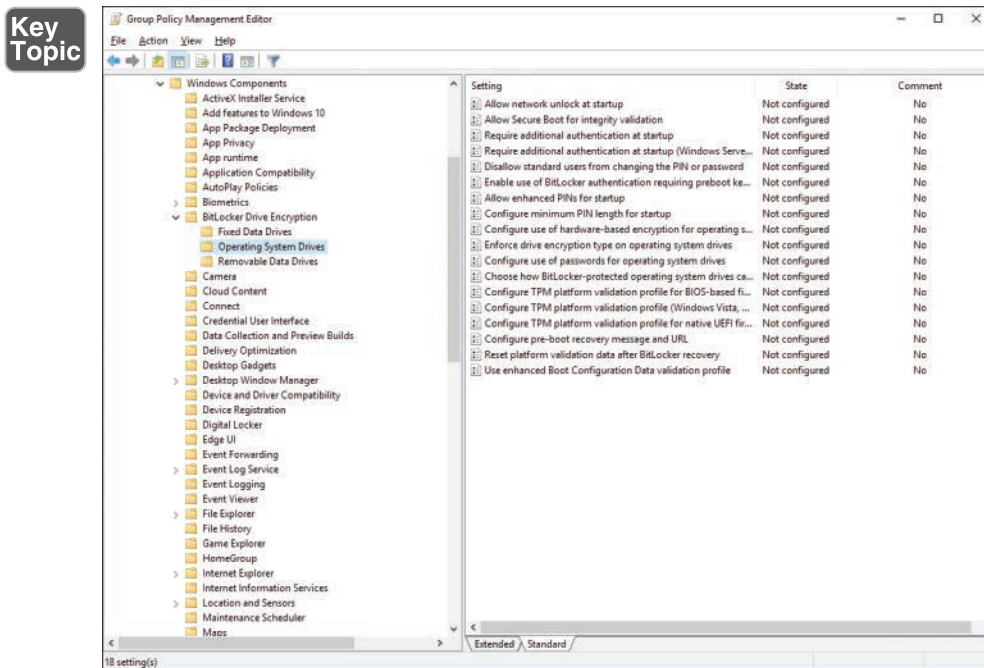 Key
Topic
Group Policy Management Editor
File Action View Help
Windows Components
ActiveX Installer Service
Add features to Windows 10
App Package Deployment
App Privacy
App runtime
Application Compatibility
AutoPlay Policies
Biometrics
BitLocker Drive Encryption
Fixed Data Drives
Operating System Drives
Removable Data Drives
Camera
Cloud Content
Connect
Credential User Interface
Data Collection and Preview Builds
Delivery Optimization
Desktop Gadgets
Desktop Window Manager
Device and Driver Compatibility
Device Registration
Digital Locker
Edge UI
Event Forwarding
Event Log Service
Event Logging
Event Viewer
File Explorer
File History
Game Explorer
HomeGroup
Internet Explorer
Internet Information Services
Location and Sensors
Maintenance Scheduler
Maps
Setting State Comment
Allow network unlock at startup Not configured No
Allow Secure Boot for integrity validation Not configured No
Require additional authentication at startup Not configured No
Require additional authentication at startup (Windows Serve... Not configured No
Disallow standard users from changing the PIN or password Not configured No
Enable use of BitLocker authentication requiring preboot ke... Not configured No
Allow enhanced PINs for startup Not configured No
Configure minimum PIN length for startup Not configured No
Configure use of hardware-based encryption for operating s... Not configured No
Enforce drive encryption type on operating system drives Not configured No
Configure use of passwords for operating system drives Not configured No
Choose how BitLocker-protected operating system drives ca... Not configured No
Configure TPM platform validation profile for BIOS-based fi... Not configured No
Configure TPM platform validation profile (Windows Vista, ... Not configured No
Configure TPM platform validation profile for native UEFI fir... Not configured No
Configure pre-boot recovery message and URL Not configured No
Reset platform validation data after BitLocker recovery Not configured No
Use enhanced Boot Configuration Data validation profile Not configured No
Extended Standard
18 setting(s)